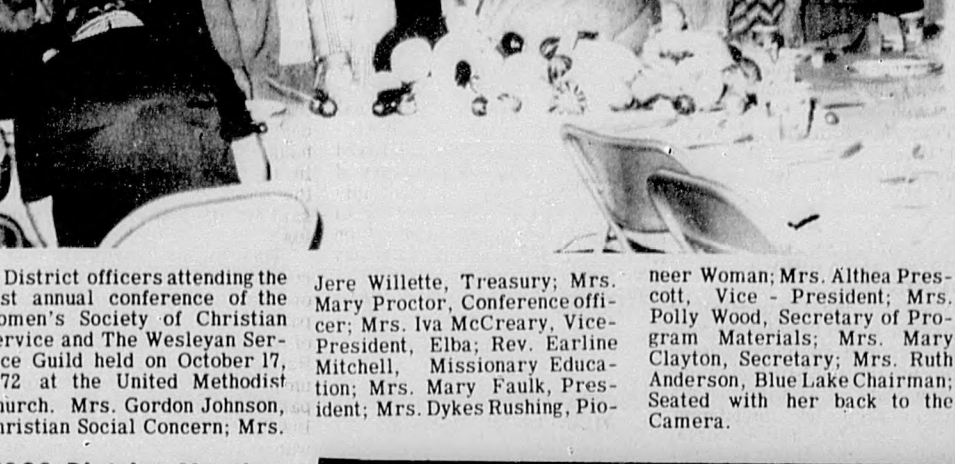 District officers attending the
st annual conference of the
omen's Society of Christian
ervice and The Wesleyan Ser-
ce Guild held on October 17,
72 at the United Methodist
hurch. Mrs. Gordon Johnson,
hristian Social Concern; Mrs.
Jere Willette, Treasury; Mrs.
Mary Proctor, Conference offi-
cer; Mrs. Iva McCreary, Vice-
President, Elba; Rev. Earline
Mitchell, Missionary Educa-
tion; Mrs. Mary Faulk, Pres-
ident; Mrs. Dykes Rushing, Pio-
neer Woman; Mrs. Althea Pres-
cott, Vice - President; Mrs.
Polly Wood, Secretary of Pro-
gram Materials; Mrs. Mary
Clayton, Secretary; Mrs. Ruth
Anderson, Blue Lake Chairman;
Seated with her back to the
Camera.